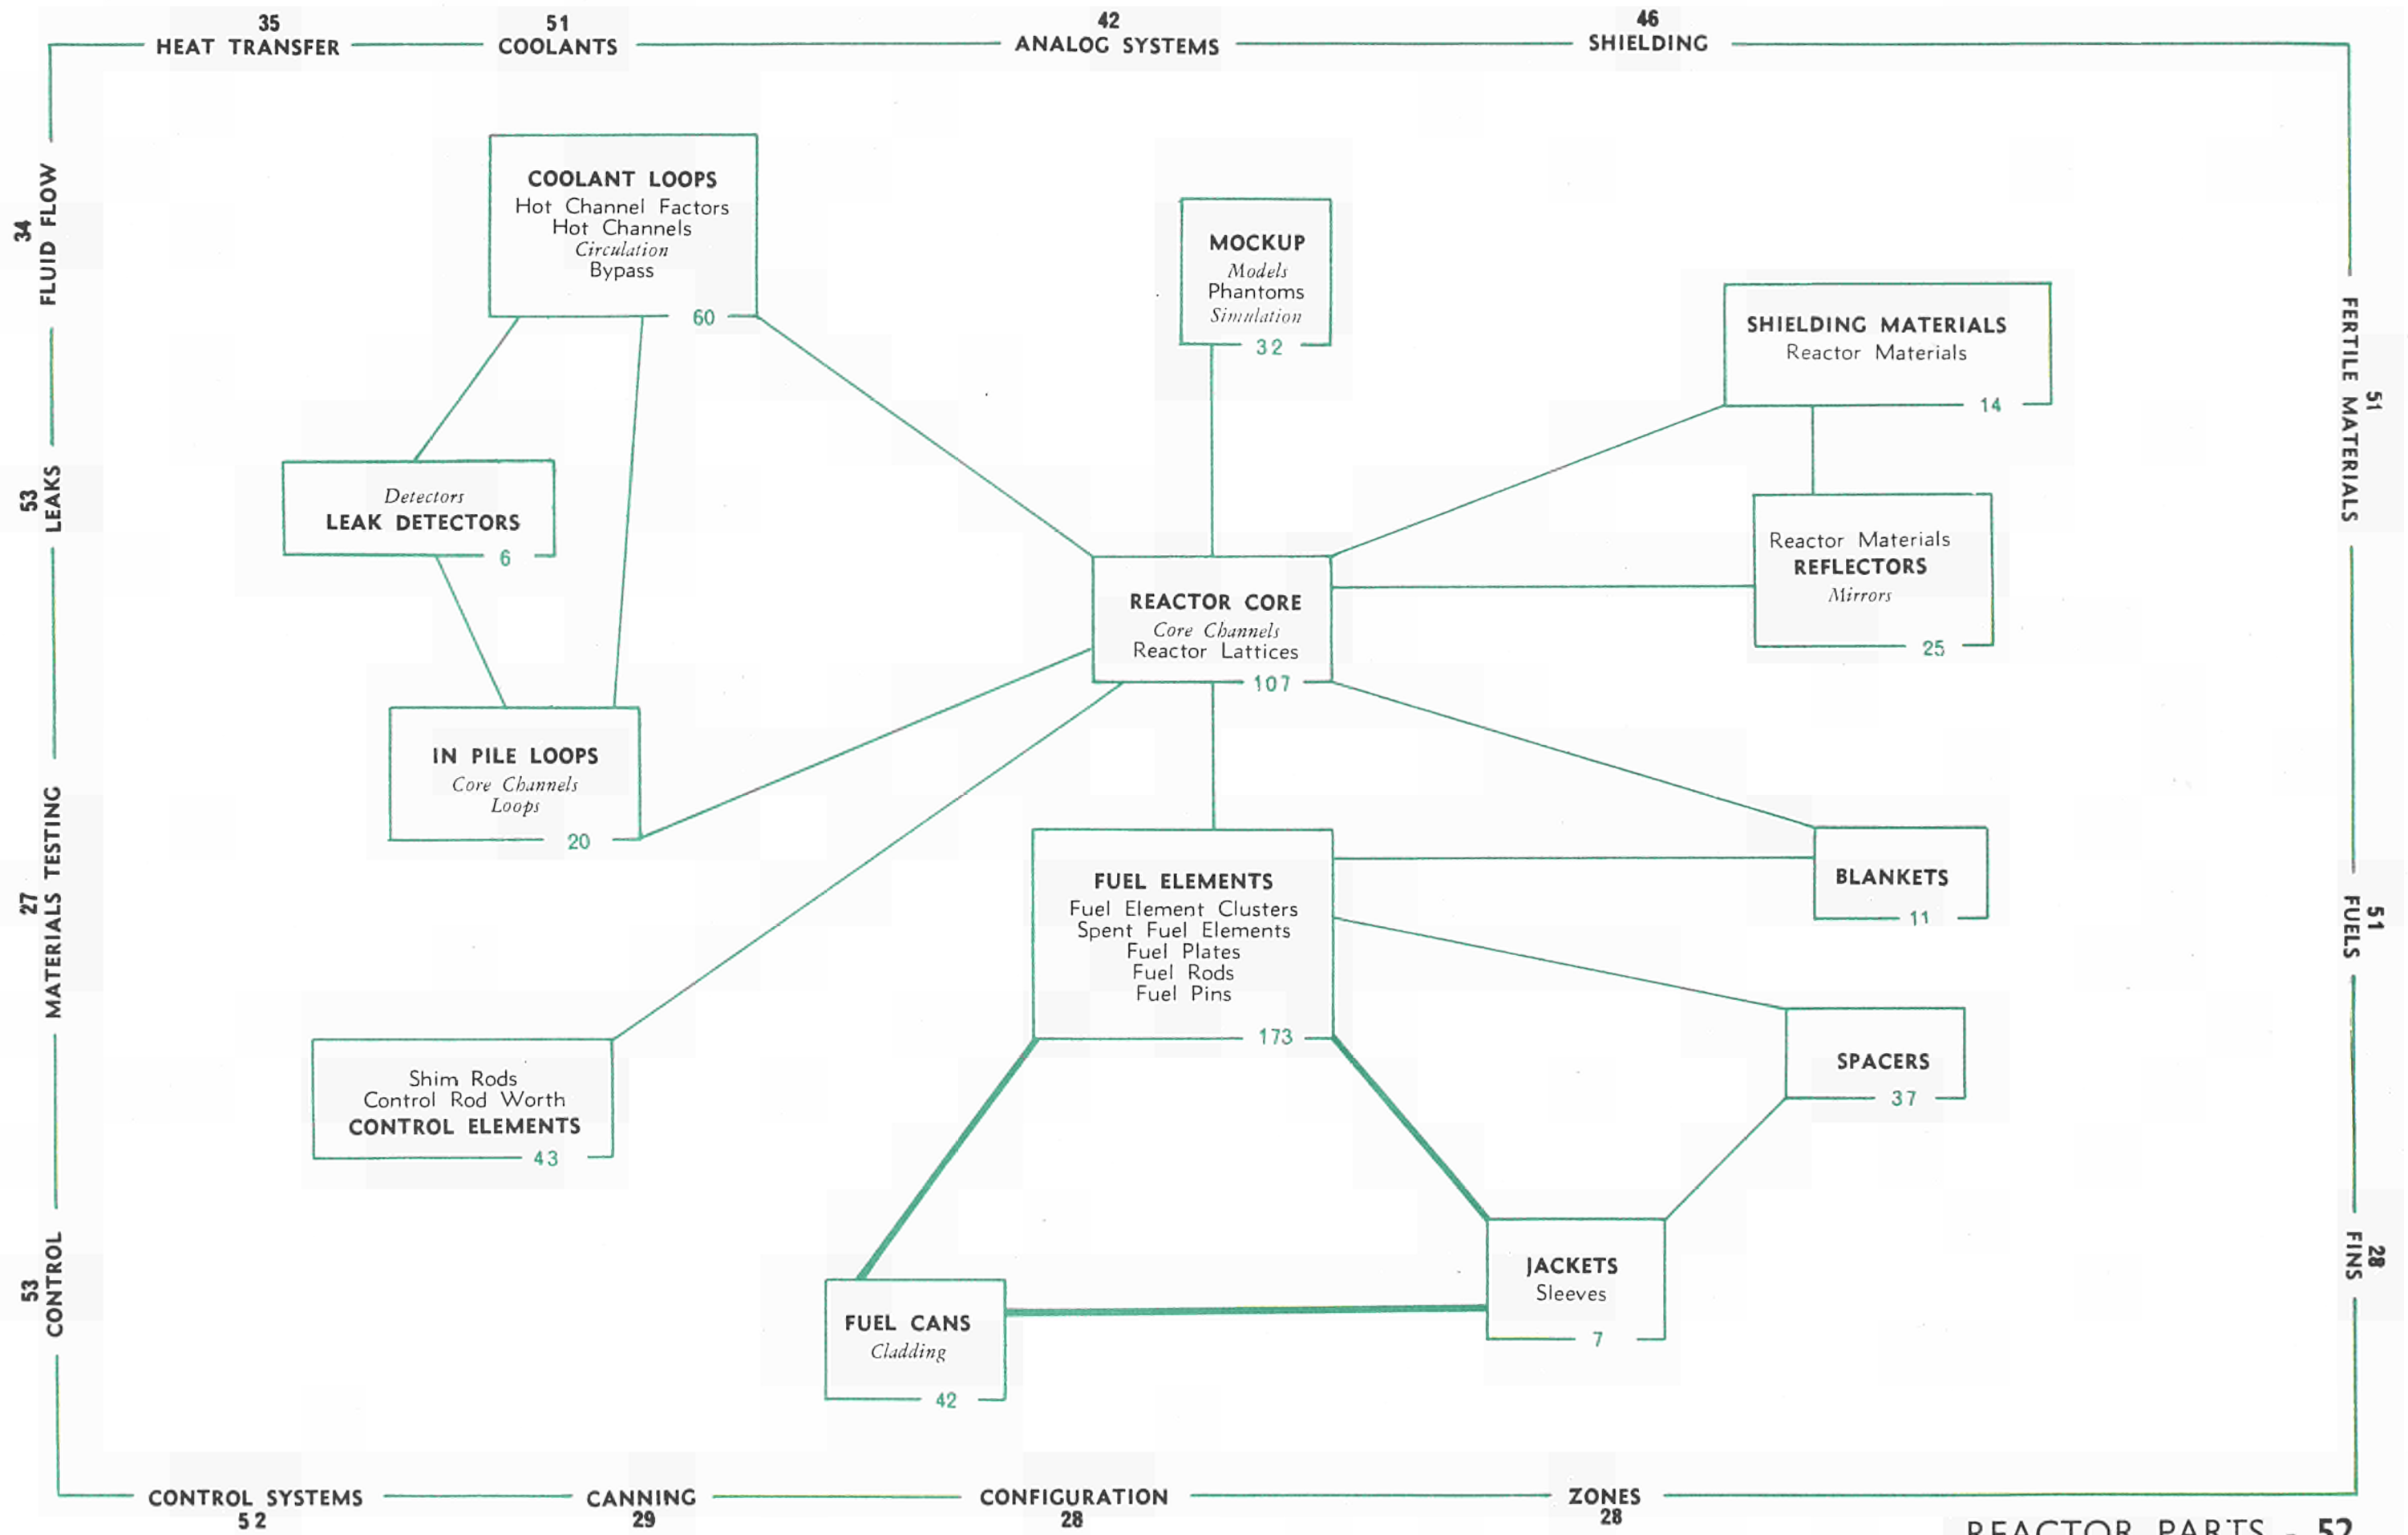 35
HEAT TRANSFER
51
COOLANTS
42
ANALOG SYSTEMS
46
SHIELDING
34
FLUID FLOW
53
LEAKS
27
MATERIALS TESTING
53
CONTROL
COOLANT LOOPS
Hot Channel Factors
Hot Channels
Circulation
Bypass
60
MOCKUP
Models
Phantoms
Simulation
32
SHIELDING MATERIALS
Reactor Materials
14
Detectors
LEAK DETECTORS
6
Reactor Materials
REFLECTORS
Mirrors
25
REACTOR CORE
Core Channels
Reactor Lattices
107
IN PILE LOOPS
Core Channels
Loops
20
FUEL ELEMENTS
Fuel Element Clusters
Spent Fuel Elements
Fuel Plates
Fuel Rods
Fuel Pins
173
BLANKETS
11
SPACERS
37
Shim Rods
Control Rod Worth
CONTROL ELEMENTS
43
JACKETS
Sleeves
7
FUEL CANS
Cladding
42
51
FERTILE MATERIALS
51
FUELS
28
FINS
CONTROL SYSTEMS
52
CANNING
29
CONFIGURATION
28
ZONES
28
REACTOR PARTS - 52